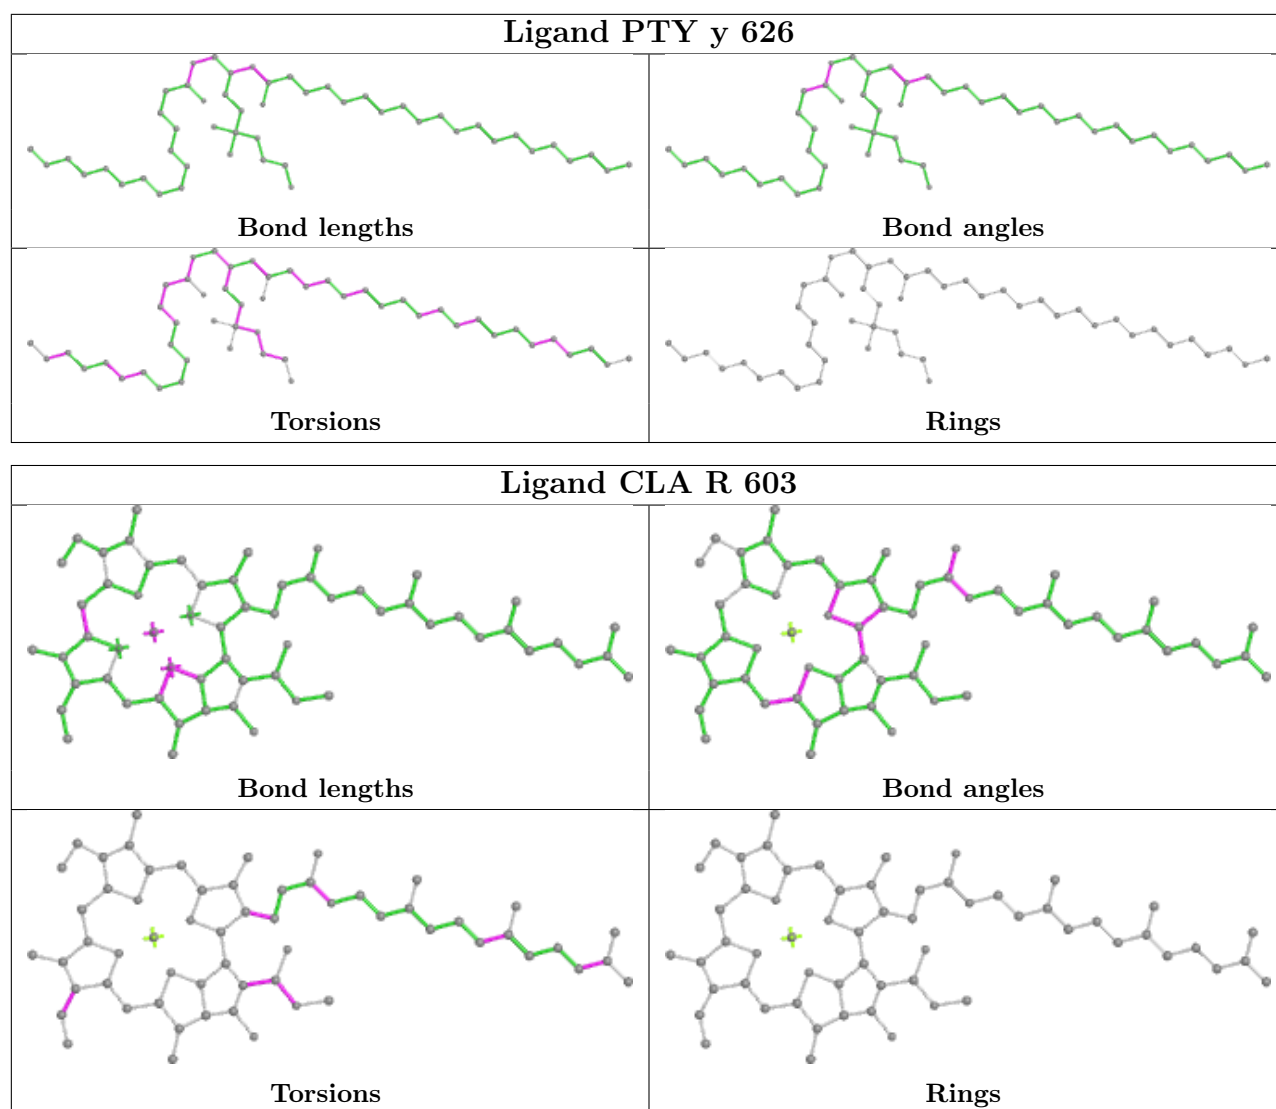 Ligand PTY y 626
Bond lengths
Bond angles
Torsions
Rings
Ligand CLA R 603
Bond lengths
Bond angles
Torsions
Rings